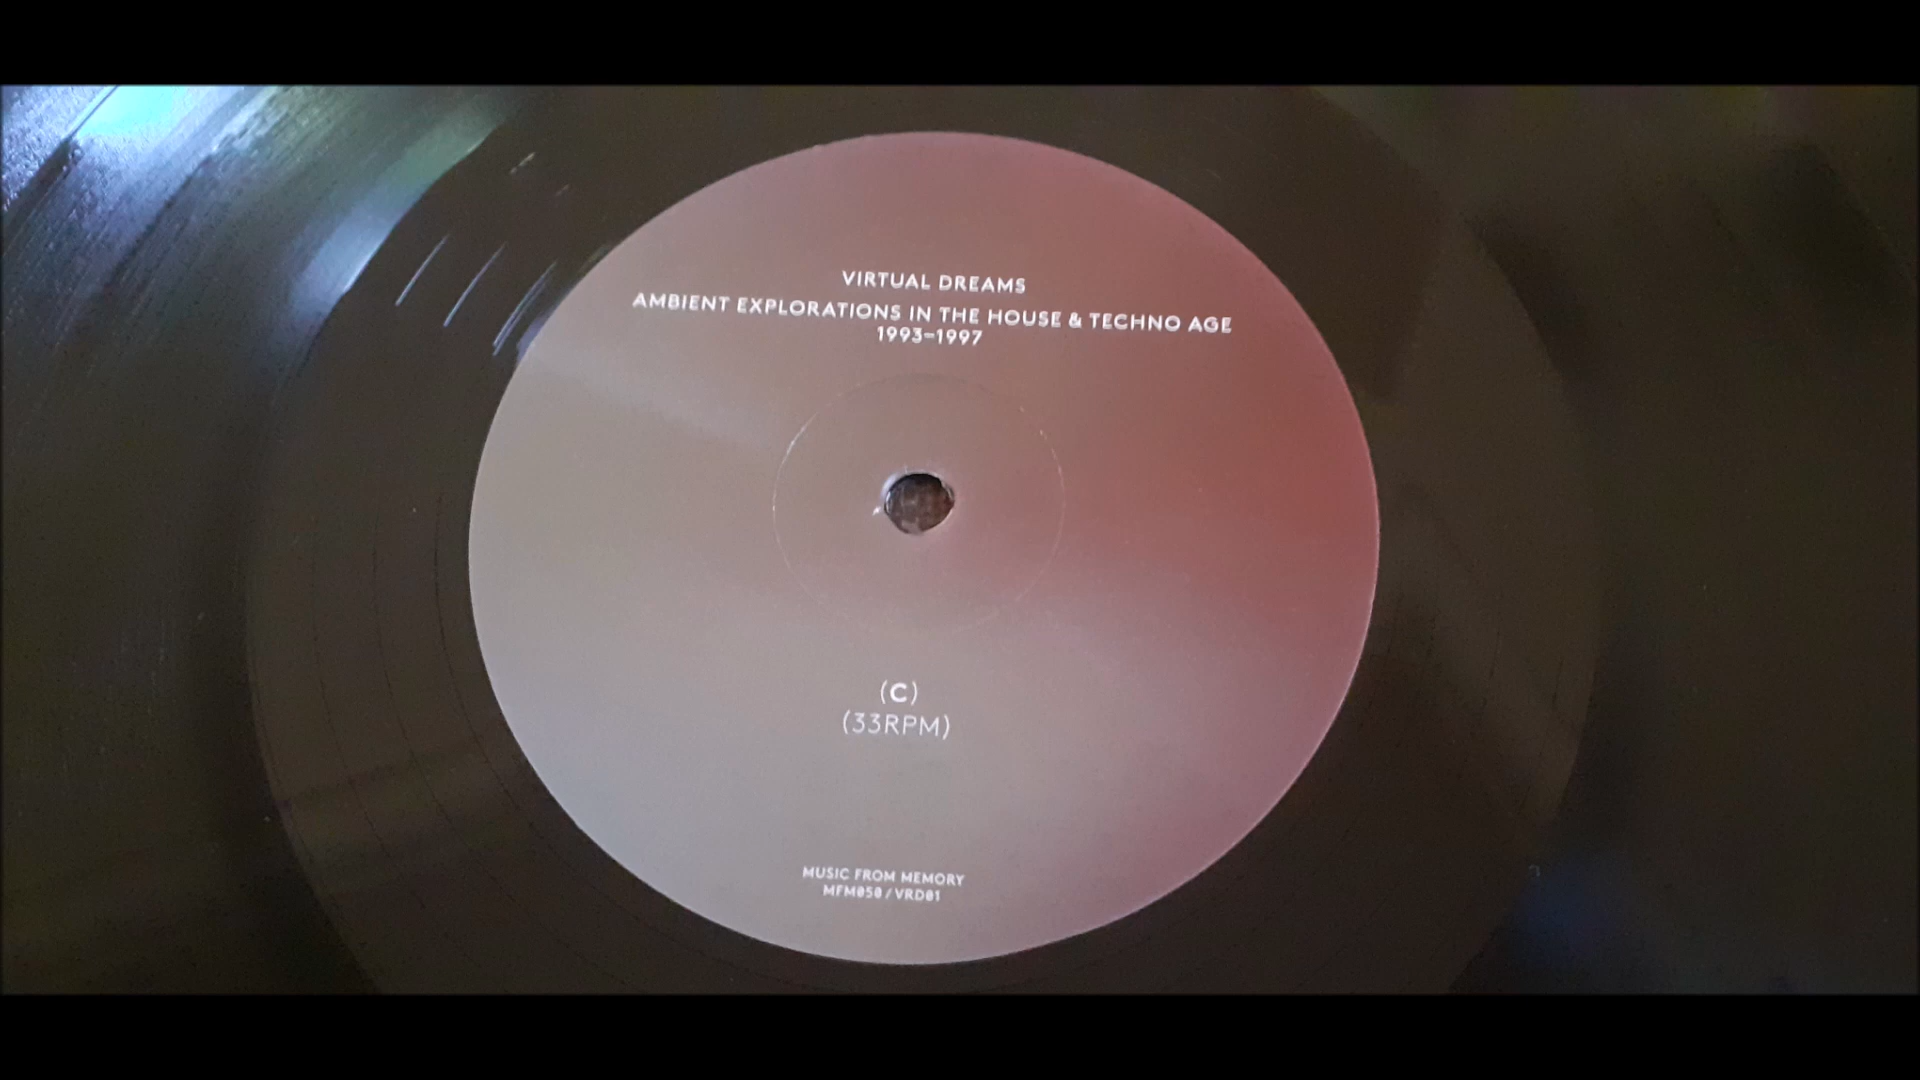 VIRTUAL DREAMS
AMBIENT EXPLORATIONS IN THE HOUSE & TECHNO AGE
1993–1997
(C)
(33RPM)
MUSIC FROM MEMORY
MFM050/VRD01